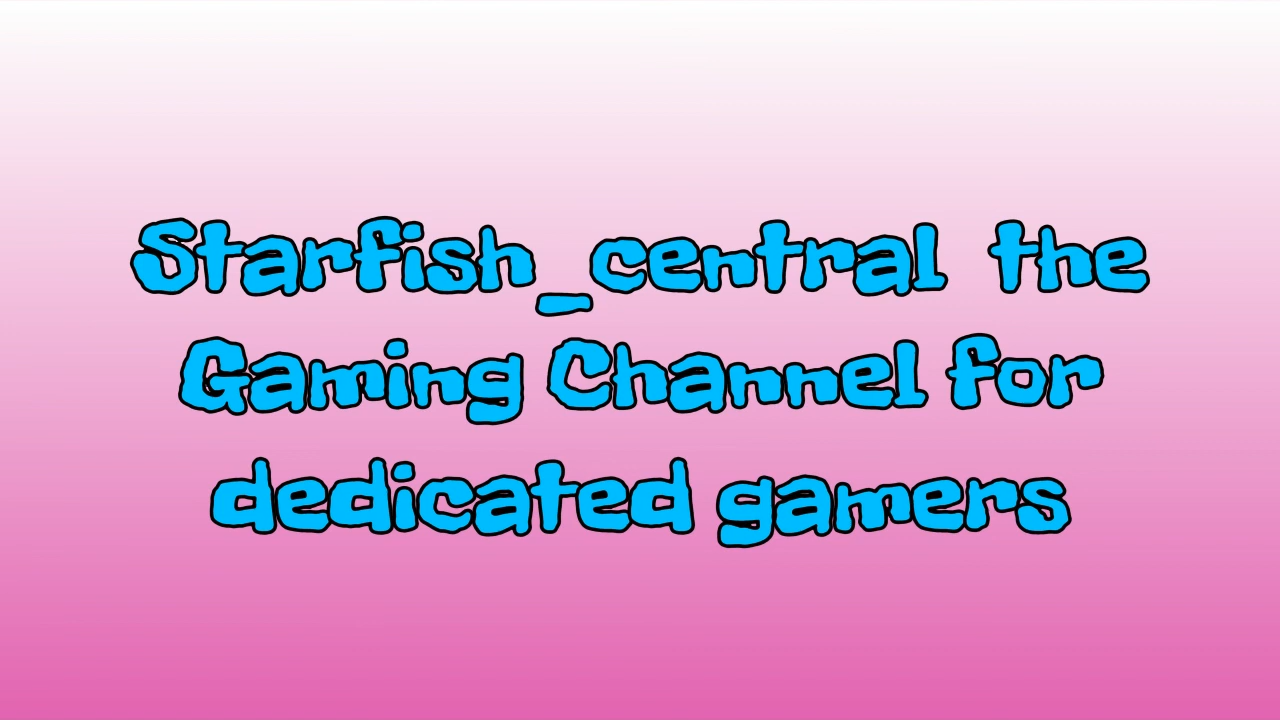 Starfish_central  the
Gaming Channel for
dedicated gamers